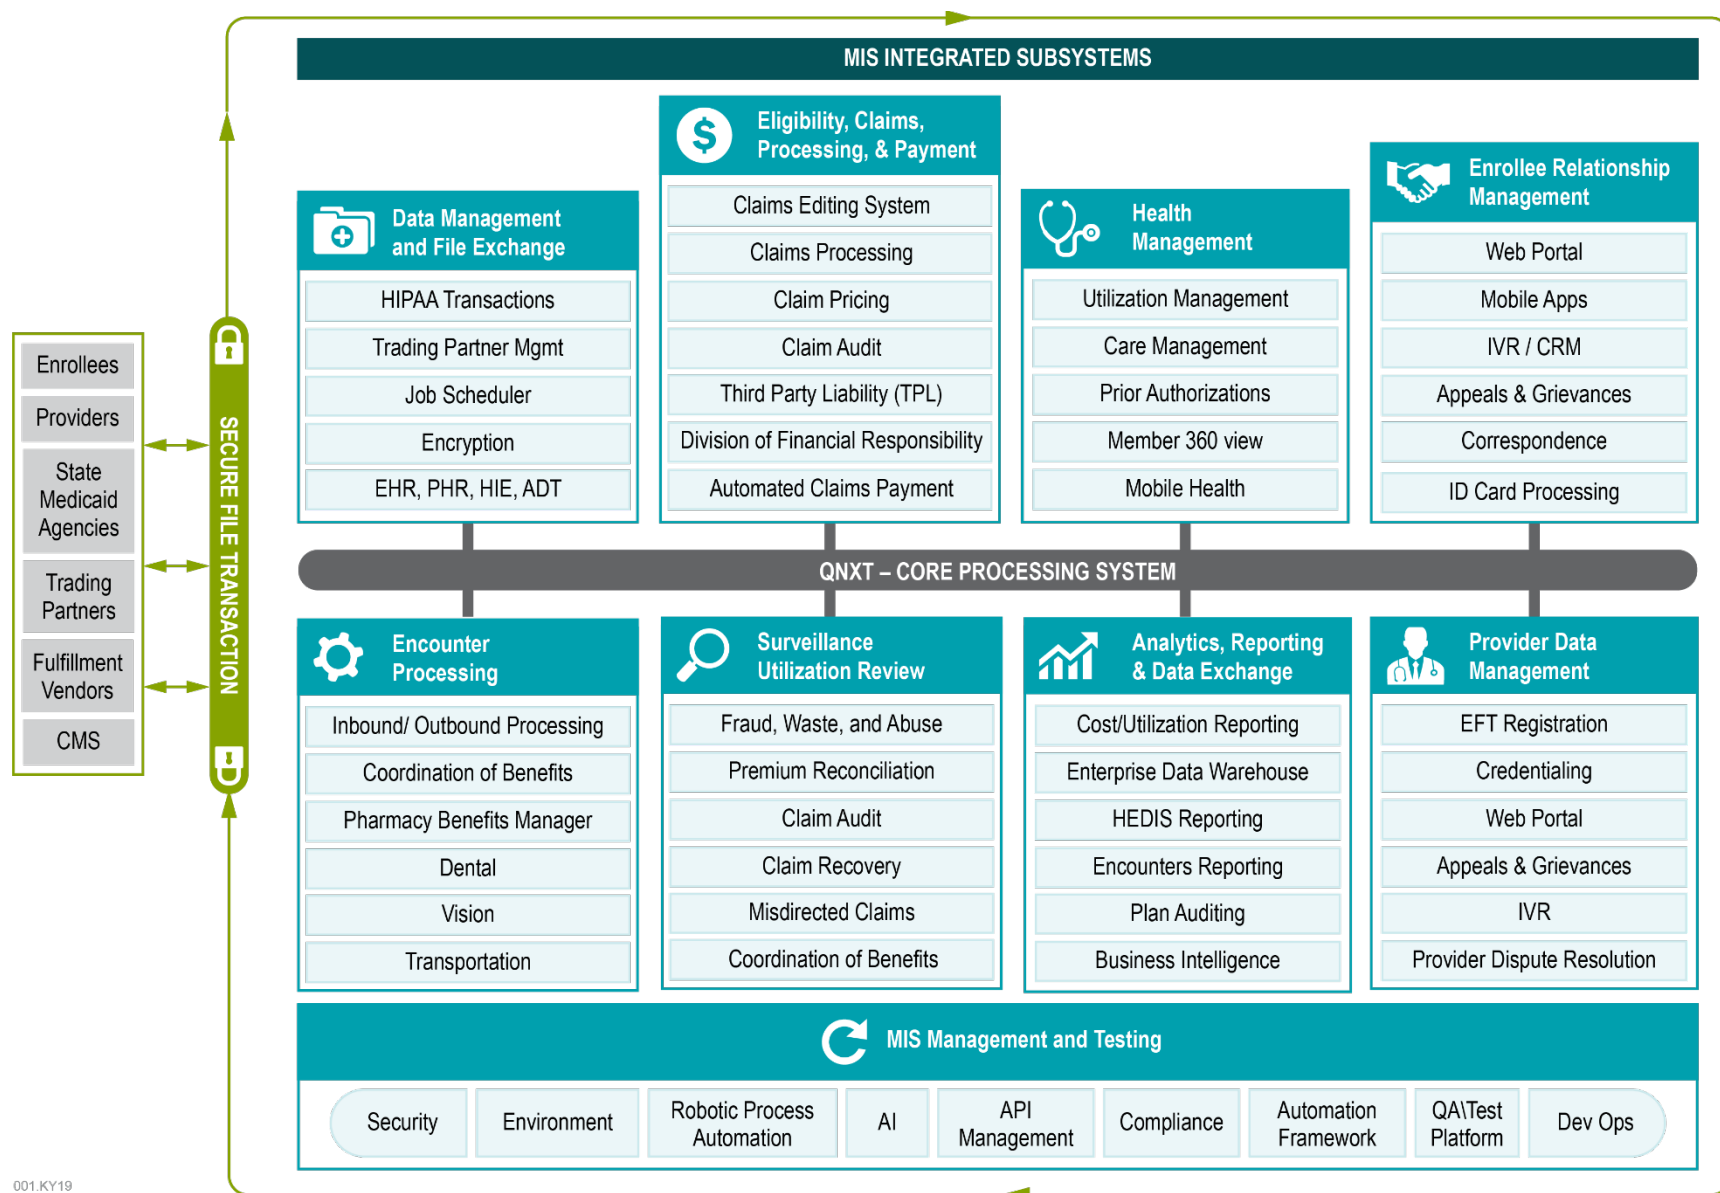 MIS INTEGRATED SUBSYSTEMS
Data Management
and File Exchange
HIPAA Transactions
Trading Partner Mgmt
Job Scheduler
Encryption
EHR, PHR, HIE, ADT
Eligibility, Claims,
Processing, & Payment
Claims Editing System
Claims Processing
Claim Pricing
Claim Audit
Third Party Liability (TPL)
Division of Financial Responsibility
Automated Claims Payment
Health
Management
Utilization Management
Care Management
Prior Authorizations
Member 360 view
Mobile Health
Enrollee Relationship
Management
Web Portal
Mobile Apps
IVR / CRM
Appeals & Grievances
Correspondence
ID Card Processing
Enrollees
Providers
State
Medicaid
Agencies
Trading
Partners
Fulfillment
Vendors
CMS
SECURE FILE TRANSACTION
QNXT – CORE PROCESSING SYSTEM
Encounter
Processing
Inbound/ Outbound Processing
Coordination of Benefits
Pharmacy Benefits Manager
Dental
Vision
Transportation
Surveillance
Utilization Review
Fraud, Waste, and Abuse
Premium Reconciliation
Claim Audit
Claim Recovery
Misdirected Claims
Coordination of Benefits
Analytics, Reporting
& Data Exchange
Cost/Utilization Reporting
Enterprise Data Warehouse
HEDIS Reporting
Encounters Reporting
Plan Auditing
Business Intelligence
Provider Data
Management
EFT Registration
Credentialing
Web Portal
Appeals & Grievances
IVR
Provider Dispute Resolution
MIS Management and Testing
Security
Environment
Robotic Process
Automation
AI
API
Management
Compliance
Automation
Framework
QA\Test
Platform
Dev Ops
001.KY19